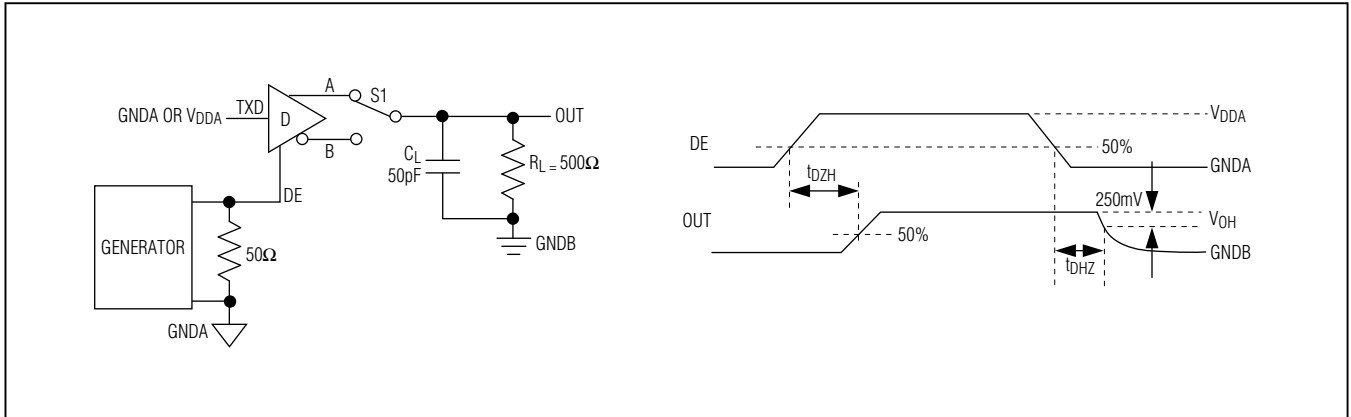 GNDA OR VDDA
TXD
D
A
B
S1
OUT
CL
50pF
RL = 500Ω
GNDB
DE
GENERATOR
50Ω
GNDA
DE
VDDA
50%
GNDA
tDZH
250mV
OUT
50%
VOH
GNDB
tDHZ